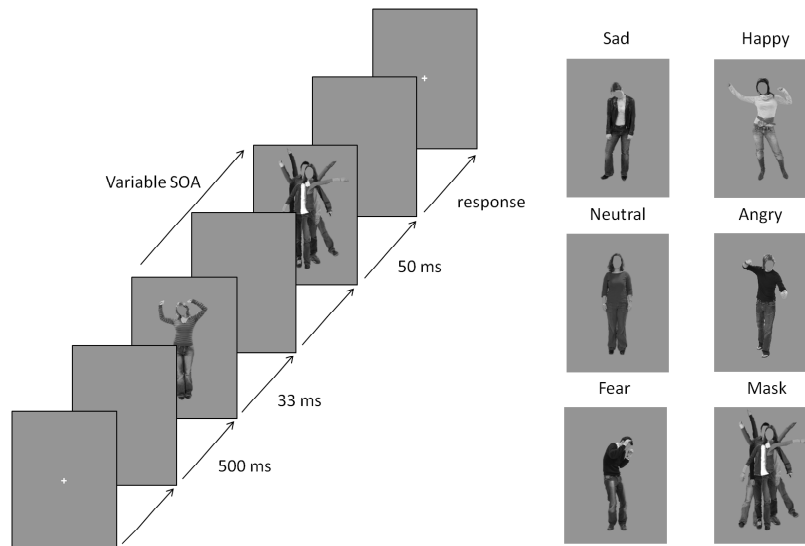 Variable SOA
response
50 ms
33 ms
500 ms
Sad
Happy
Neutral
Angry
Fear
Mask